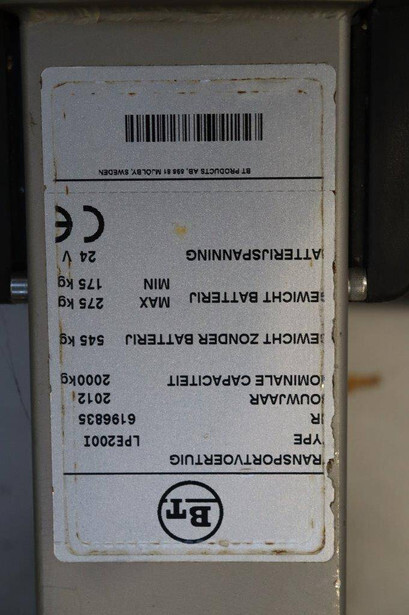 BT
RANSPORTVOERTUIG
YPE LPE200I
R 6196835
OUWJAAR 2012
OMINALE CAPACITEIT 2000kg
EWICHT ZONDER BATTERIJ 545 kg
EWICHT BATTERIJ MAX 275 kg
MIN 175 kg
ATTERIJSPANNING 24 V
CE
BT PRODUCTS AB, 595 81 MJÖLBY, SWEDEN